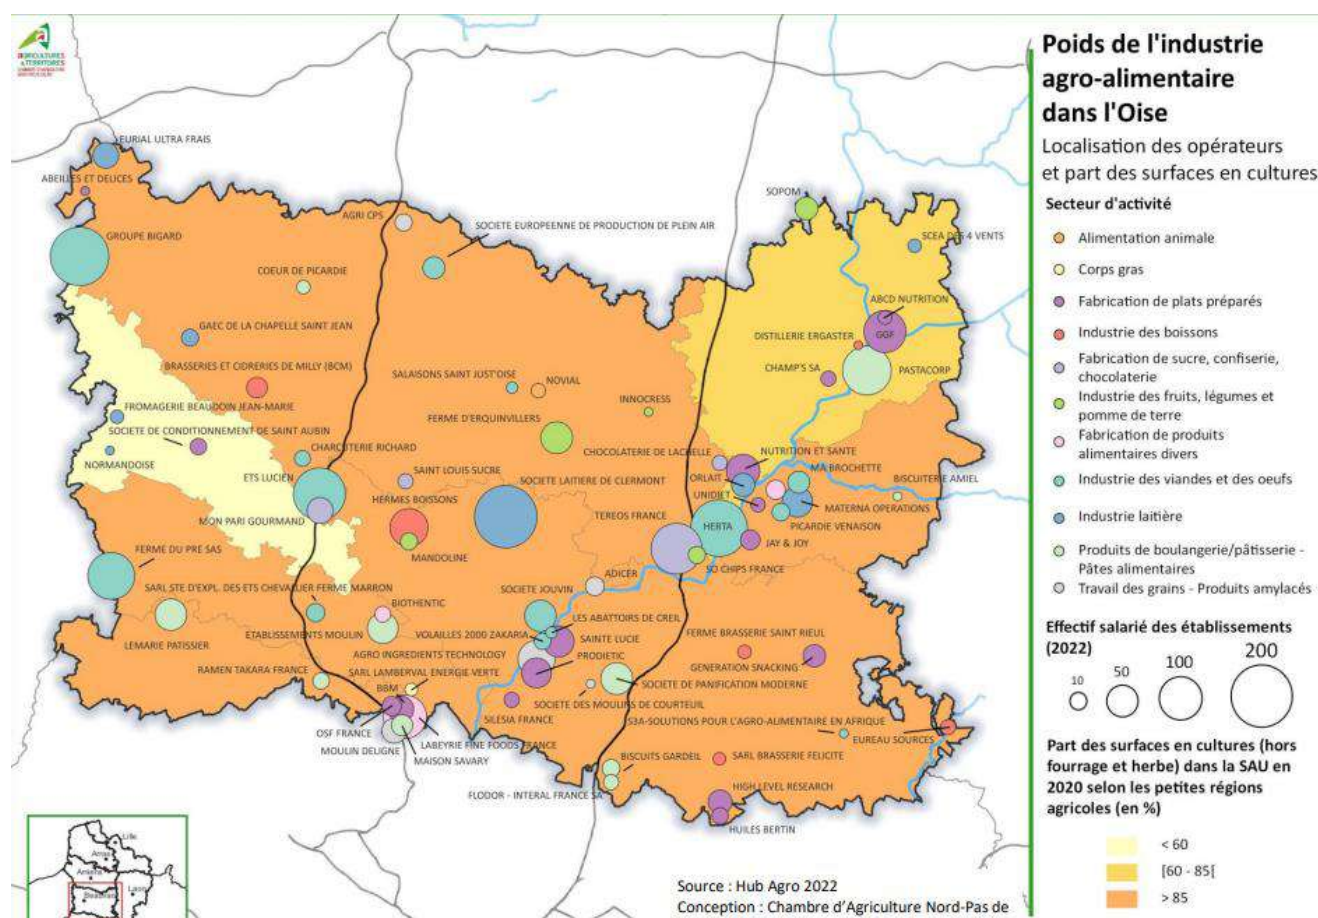 AGRICULTURES
& TERRITOIRES
EURIAL ULTRA FRAIS
ABEILLES ET DELICES
GROUPE BIGARD
AGRI CPS
SOCIETE EUROPEENNE DE PRODUCTION DE PLEIN AIR
COEUR DE PICARDIE
SOPOM
SCEA DES 4 VENTS
GAEC DE LA CHAPELLE SAINT JEAN
ABCD NUTRITION
GGF
DISTILLERIE ERGASTER
BRASSERIES ET CIDRERIES DE MILLY (BCM)
SALAISONS SAINT JUST'OISE
NOVIAL
CHAMP'S SA
PASTACORP
INNOCRESS
FROMAGERIE BEAUDOIN JEAN-MARIE
FERME D'ERQUINVILLERS
SOCIETE DE CONDITIONNEMENT DE SAINT AUBIN
CHARCUTERIE RICHARD
CHOCOLATERIE DE LACHELLE
NUTRITION ET SANTE
NORMANDOISE
MA BROCHETTE
ETS LUCIEN
SAINT LOUIS SUCRE
SOCIETE LAITIERE DE CLERMONT
ORLAIT
BISCUITERIE AMIEL
UNIDIET
HERMES BOISSONS
MATERNA OPERATIONS
MON PARI GOURMAND
TEREOS FRANCE
HERTA
PICARDIE VENAISON
JAY & JOY
FERME DU PRE SAS
MANDOLINE
SO CHIPS FRANCE
ADICER
SARL STE D'EXPL. DES ETS CHEVALLIER FERME MARRON
SOCIETE JOUVIN
BIOTHENTIC
LES ABATTOIRS DE CREIL
ETABLISSEMENTS MOULIN
VOLAILLES 2000 ZAKARIA
SAINTE LUCIE
FERME BRASSERIE SAINT RIEUL
LEMARIE PATISSIER
AGRO INGREDIENTS TECHNOLOGY
PRODIETIC
GENERATION SNACKING
RAMEN TAKARA FRANCE
SARL LAMBERVAL ENERGIE VERTE
SOCIETE DE PANIFICATION MODERNE
BBM
SOCIETE DES MOULINS DE COURTEUIL
SILESIA FRANCE
S3A-SOLUTIONS POUR L'AGRO-ALIMENTAIRE EN AFRIQUE
OSF FRANCE
EUREAU SOURCES
LABEYRIE FINE FOODS FRANCE
MOULIN DELIGNE
MAISON SAVARY
BISCUITS GARDEIL
SARL BRASSERIE FELICITE
FLODOR - INTERAL FRANCE SA
HIGH LEVEL RESEARCH
HUILES BERTIN
Lille
Arras
Amiens
Laon
Beauvais
Source : Hub Agro 2022
Conception : Chambre d'Agriculture Nord-Pas de
Poids de l'industrie
agro-alimentaire
dans l'Oise
Localisation des opérateurs
et part des surfaces en cultures
Secteur d'activité
Alimentation animale
Corps gras
Fabrication de plats préparés
Industrie des boissons
Fabrication de sucre, confiserie,
chocolaterie
Industrie des fruits, légumes et
pomme de terre
Fabrication de produits
alimentaires divers
Industrie des viandes et des oeufs
Industrie laitière
Produits de boulangerie/pâtisserie -
Pâtes alimentaires
Travail des grains - Produits amylacés
Effectif salarié des établissements
(2022)
10
50
100
200
Part des surfaces en cultures (hors
fourrage et herbe) dans la SAU en
2020 selon les petites régions
agricoles (en %)
< 60
[60 - 85[
> 85